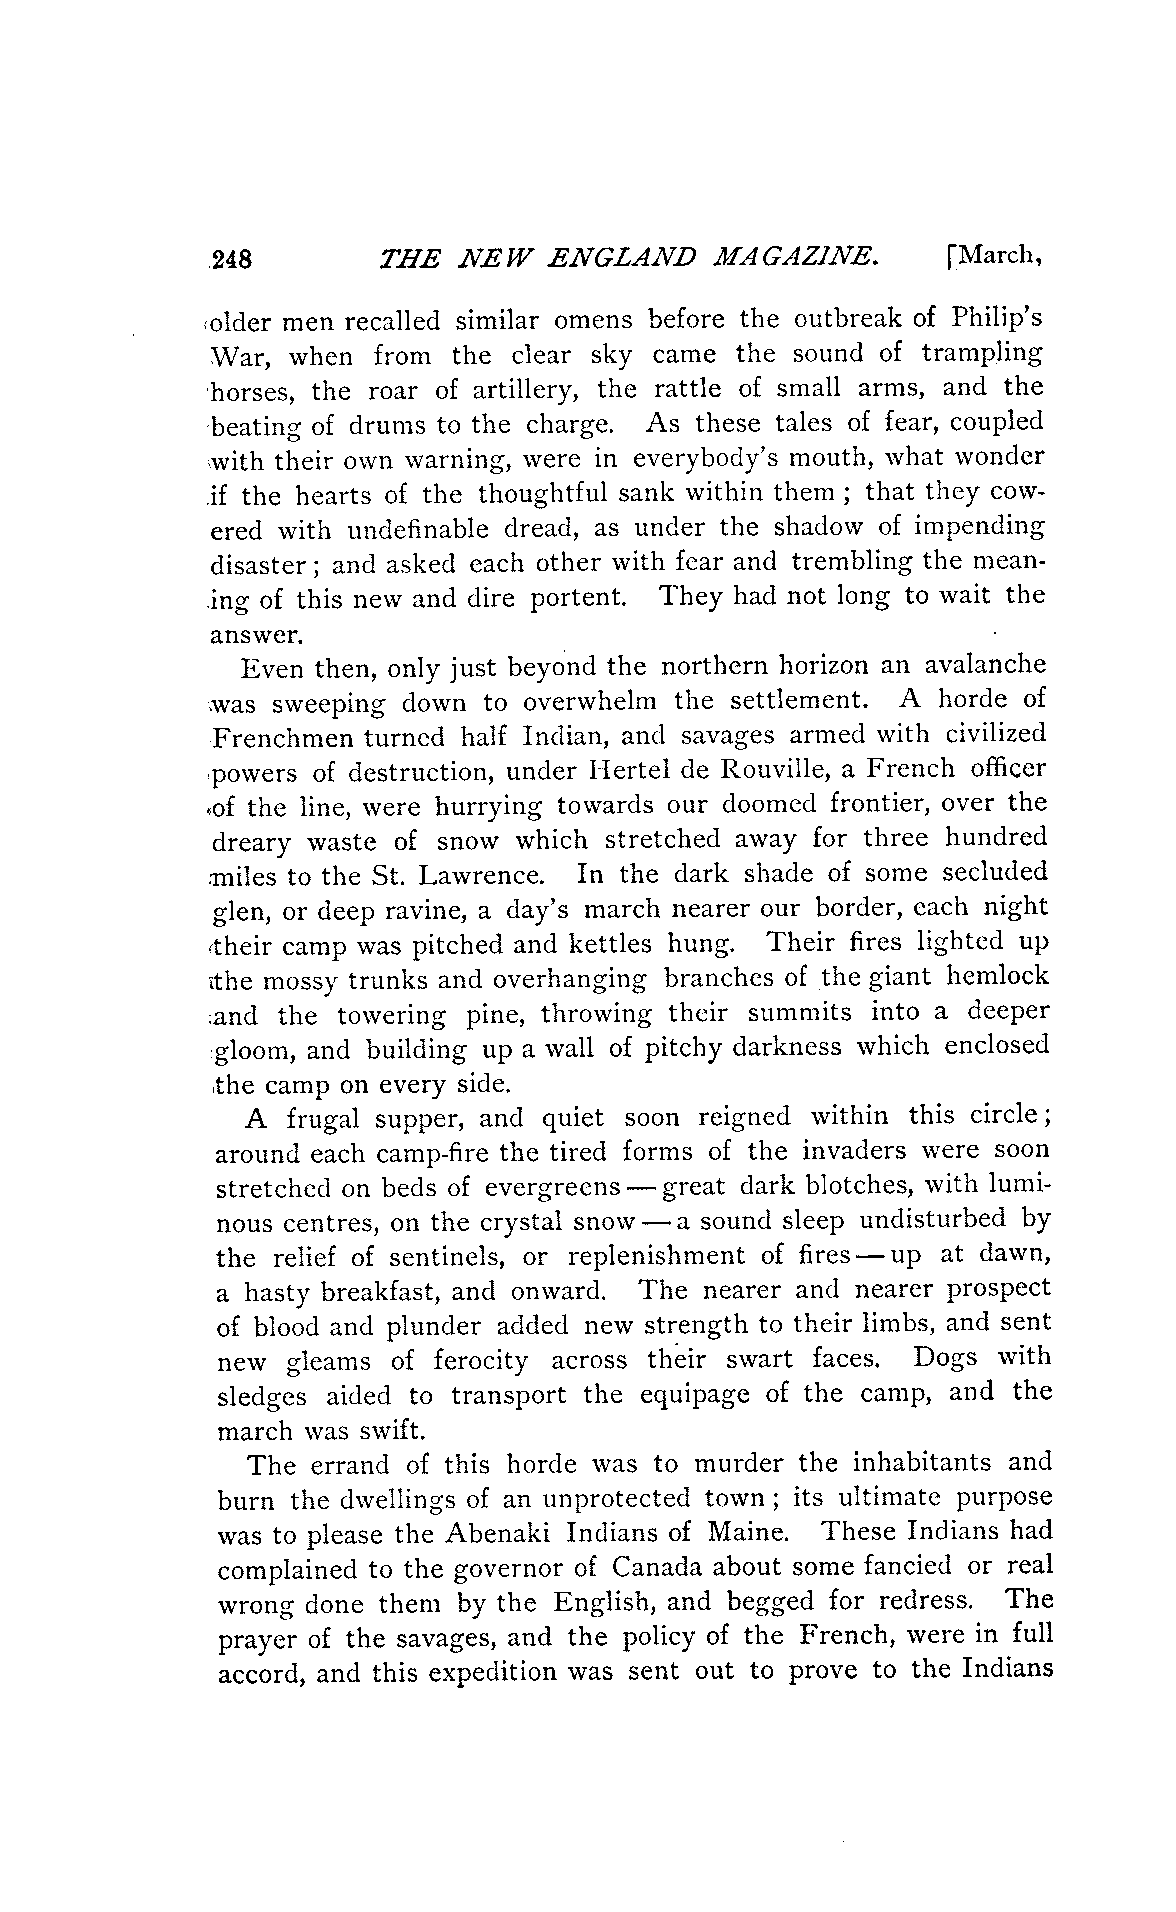 248 THE NEW ENGLAND MAGAZINE. [March,
older men recalled similar omens before the outbreak of Philip's
War, when from the clear sky came the sound of trampling
horses, the roar of artillery, the rattle of small arms, and the
beating of drums to the charge. As these tales of fear, coupled
with their own warning, were in everybody's mouth, what wonder
if the hearts of the thoughtful sank within them ; that they cow-
ered with undefinable dread, as under the shadow of impending
disaster ; and asked each other with fear and trembling the mean-
ing of this new and dire portent. They had not long to wait the
answer.
Even then, only just beyond the northern horizon an avalanche
was sweeping down to overwhelm the settlement. A horde of
Frenchmen turned half Indian, and savages armed with civilized
powers of destruction, under Hertel de Rouville, a French officer
of the line, were hurrying towards our doomed frontier, over the
dreary waste of snow which stretched away for three hundred
miles to the St. Lawrence. In the dark shade of some secluded
glen, or deep ravine, a day's march nearer our border, each night
their camp was pitched and kettles hung. Their fires lighted up
the mossy trunks and overhanging branches of the giant hemlock
and the towering pine, throwing their summits into a deeper
gloom, and building up a wall of pitchy darkness which enclosed
the camp on every side.
A frugal supper, and quiet soon reigned within this circle ;
around each camp-fire the tired forms of the invaders were soon
stretched on beds of evergreens — great dark blotches, with lumi-
nous centres, on the crystal snow — a sound sleep undisturbed by
the relief of sentinels, or replenishment of fires — up at dawn,
a hasty breakfast, and onward. The nearer and nearer prospect
of blood and plunder added new strength to their limbs, and sent
new gleams of ferocity across their swart faces. Dogs with
sledges aided to transport the equipage of the camp, and the
march was swift.
The errand of this horde was to murder the inhabitants and
burn the dwellings of an unprotected town ; its ultimate purpose
was to please the Abenaki Indians of Maine. These Indians had
complained to the governor of Canada about some fancied or real
wrong done them by the English, and begged for redress. The
prayer of the savages, and the policy of the French, were in full
accord, and this expedition was sent out to prove to the Indians